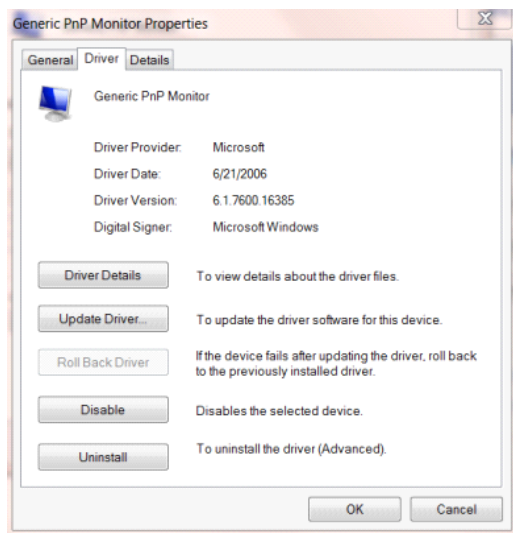 Generic PnP Monitor Properties
General Driver Details
Generic PnP Monitor
Driver Provider: Microsoft
Driver Date: 6/21/2006
Driver Version: 6.1.7600.16385
Digital Signer: Microsoft Windows
Driver Details To view details about the driver files.
Update Driver... To update the driver software for this device.
Roll Back Driver If the device fails after updating the driver, roll back
to the previously installed driver.
Disable Disables the selected device.
Uninstall To uninstall the driver (Advanced).
OK Cancel